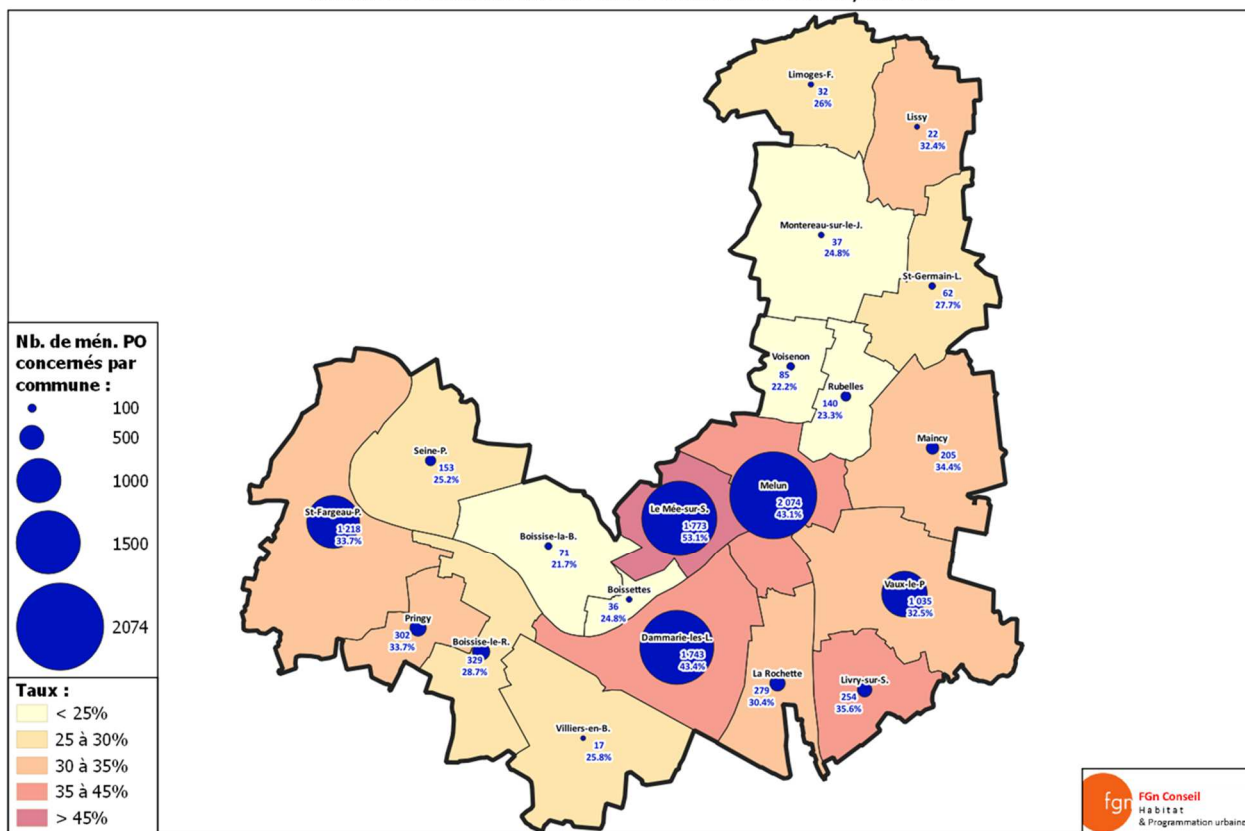 Limoges-F.
32
26%
Lissy
22
32.4%
Montereau-sur-le-J.
37
24.8%
St-Germain-L.
62
27.7%
Voisenon
85
22.2%
Rubelles
140
23.3%
Maincy
205
34.4%
Seine-P.
153
25.2%
St-Fargeau-P.
1 218
33.7%
Le Mée-sur-S.
1 773
53.1%
Melun
2 074
43.1%
Boissise-la-B.
71
21.7%
Boissettes
36
24.8%
Vaux-le-P
1 035
32.5%
Pringy
302
33.7%
Boissise-le-R.
329
28.7%
Dammarie-les-L.
1 743
43.4%
La Rochette
279
30.4%
Livry-sur-S.
254
35.6%
Villiers-en-B.
17
25.8%
Nb. de mén. PO
concernés par
commune :
100
500
1000
1500
2074
Taux :
< 25%
25 à 30%
30 à 35%
35 à 45%
> 45%
fgn
FGn Conseil
Habitat
& Programmation urbaine